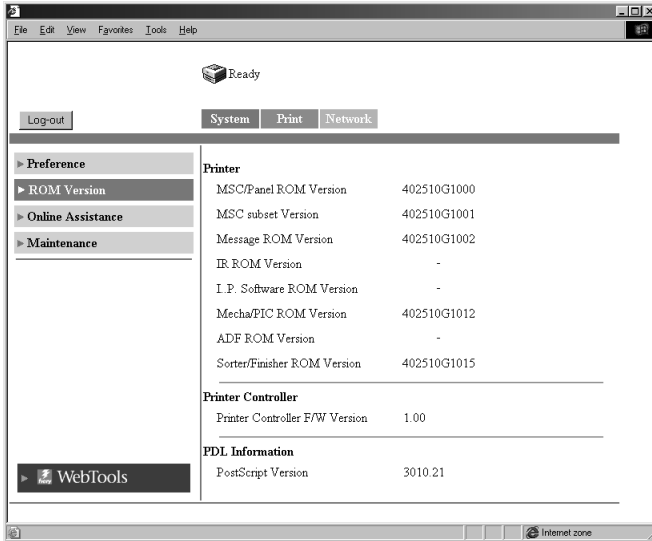 File Edit View Favorites Tools Help
Ready
Log-out
System Print Network
Preference
ROM Version
Online Assistance
Maintenance
Printer
MSC/Panel ROM Version 402510G1000
MSC subset Version 402510G1001
Message ROM Version 402510G1002
IR ROM Version -
I.P. Software ROM Version -
Mecha/PIC ROM Version 402510G1012
ADF ROM Version -
Sorter/Finisher ROM Version 402510G1015
Printer Controller
Printer Controller F/W Version 1.00
PDL Information
PostScript Version 3010.21
WebTools
Internet zone